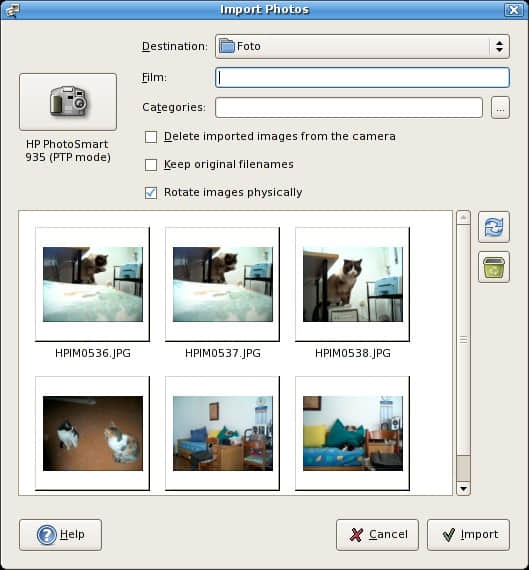 Import Photos
Destination:
Foto
Film:
Categories:
...
HP PhotoSmart
935 (PTP mode)
Delete imported images from the camera
Keep original filenames
Rotate images physically
HPIM0536.JPG
HPIM0537.JPG
HPIM0538.JPG
Help
Cancel
Import